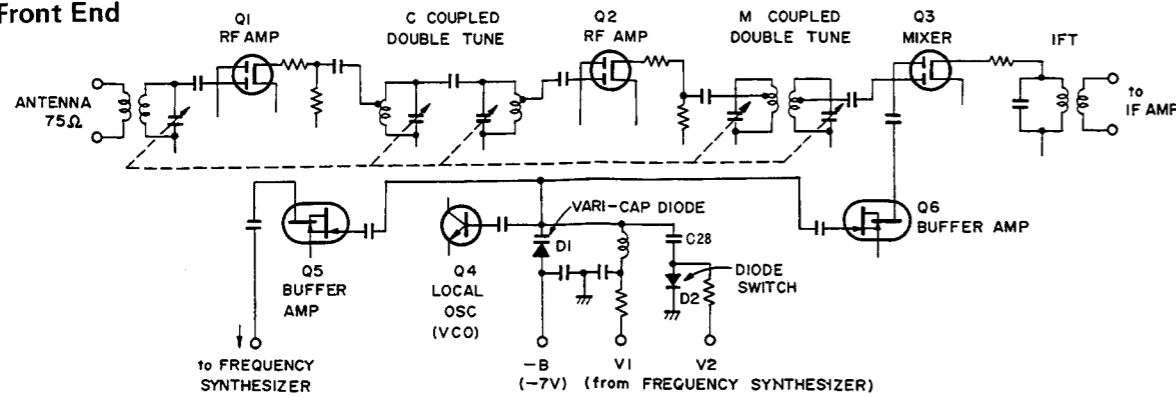 Front End
Q1
RF AMP
C COUPLED
DOUBLE TUNE
Q2
RF AMP
M COUPLED
DOUBLE TUNE
Q3
MIXER
IFT
ANTENNA
75Ω
to
IF AMP
Q5
BUFFER
AMP
Q4
LOCAL
OSC
(VCO)
VARI-CAP DIODE
D1
C28
D2
DIODE
SWITCH
Q6
BUFFER AMP
to FREQUENCY
SYNTHESIZER
-B
(-7V)
V1
V2
(from FREQUENCY SYNTHESIZER)